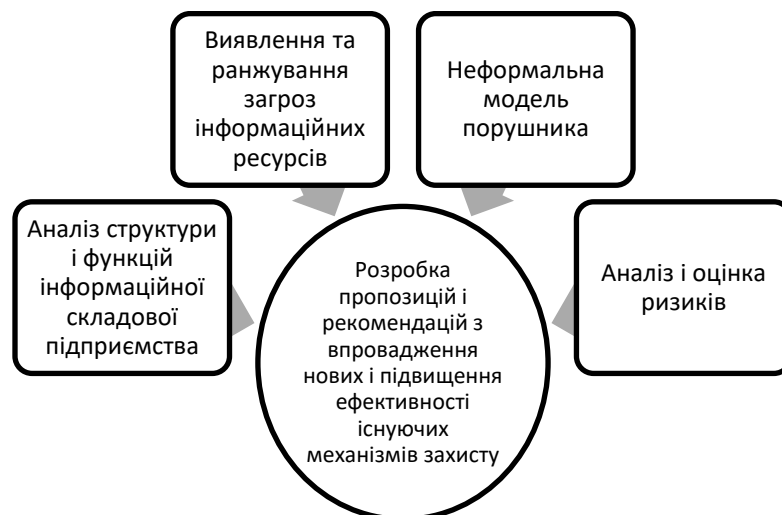 Виявлення та
ранжування
загроз
інформаційних
ресурсів
Неформальна
модель
порушника
Аналіз структури
і функцій
інформаційної
складової
підприємства
Розробка
пропозицій і
рекомендацій з
впровадження
нових і підвищення
ефективності
існуючих
механізмів захисту
Аналіз і оцінка
ризиків